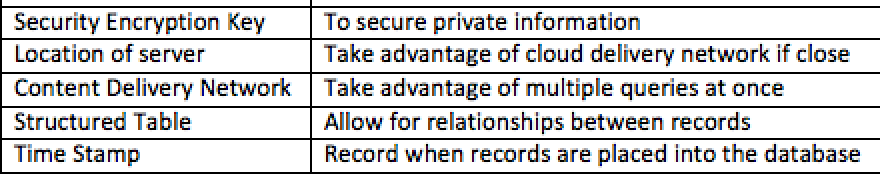 Security Encryption Key To secure private information
Location of server Take advantage of cloud delivery network if close
Content Delivery Network Take advantage of multiple queries at once
Structured Table Allow for relationships between records
Time Stamp Record when records are placed into the database